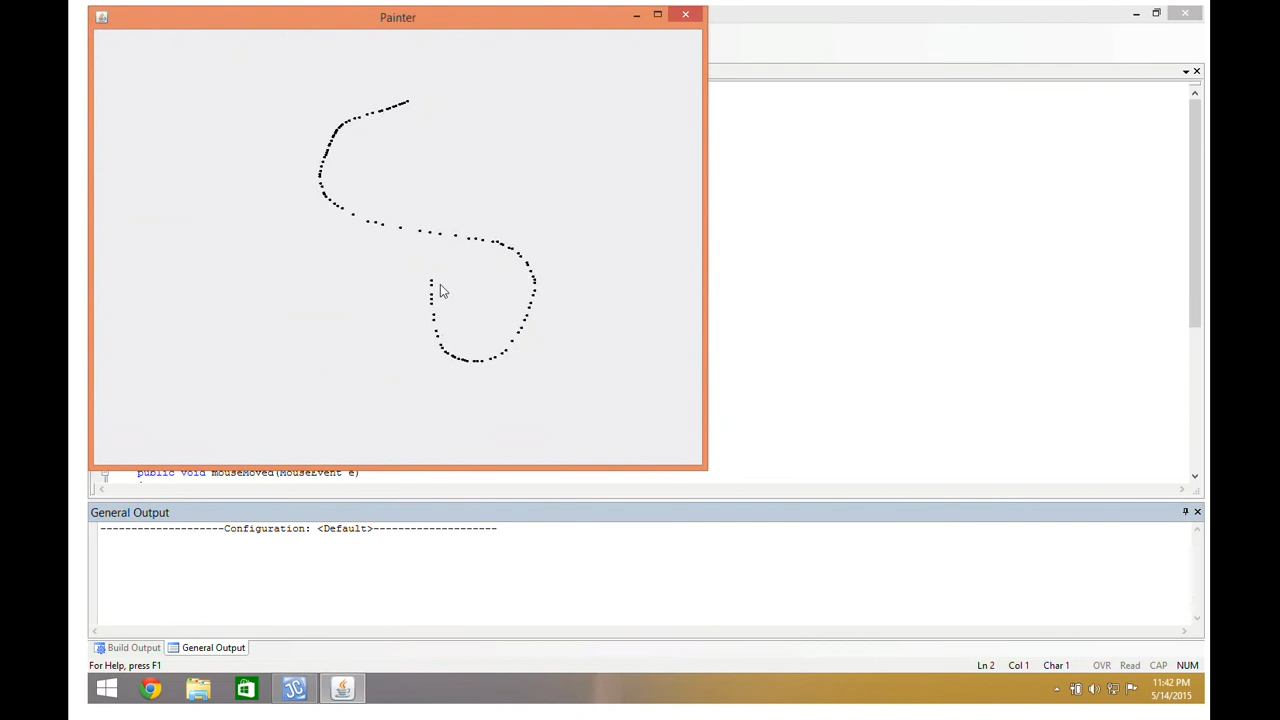 Painter
public void mouseMoved(MouseEvent e)
General Output
--------------------Configuration: <Default>--------------------
Build Output
General Output
For Help, press F1
Ln 2 Col 1 Char 1 OVR Read CAP NUM
JC
11:42 PM
5/14/2015